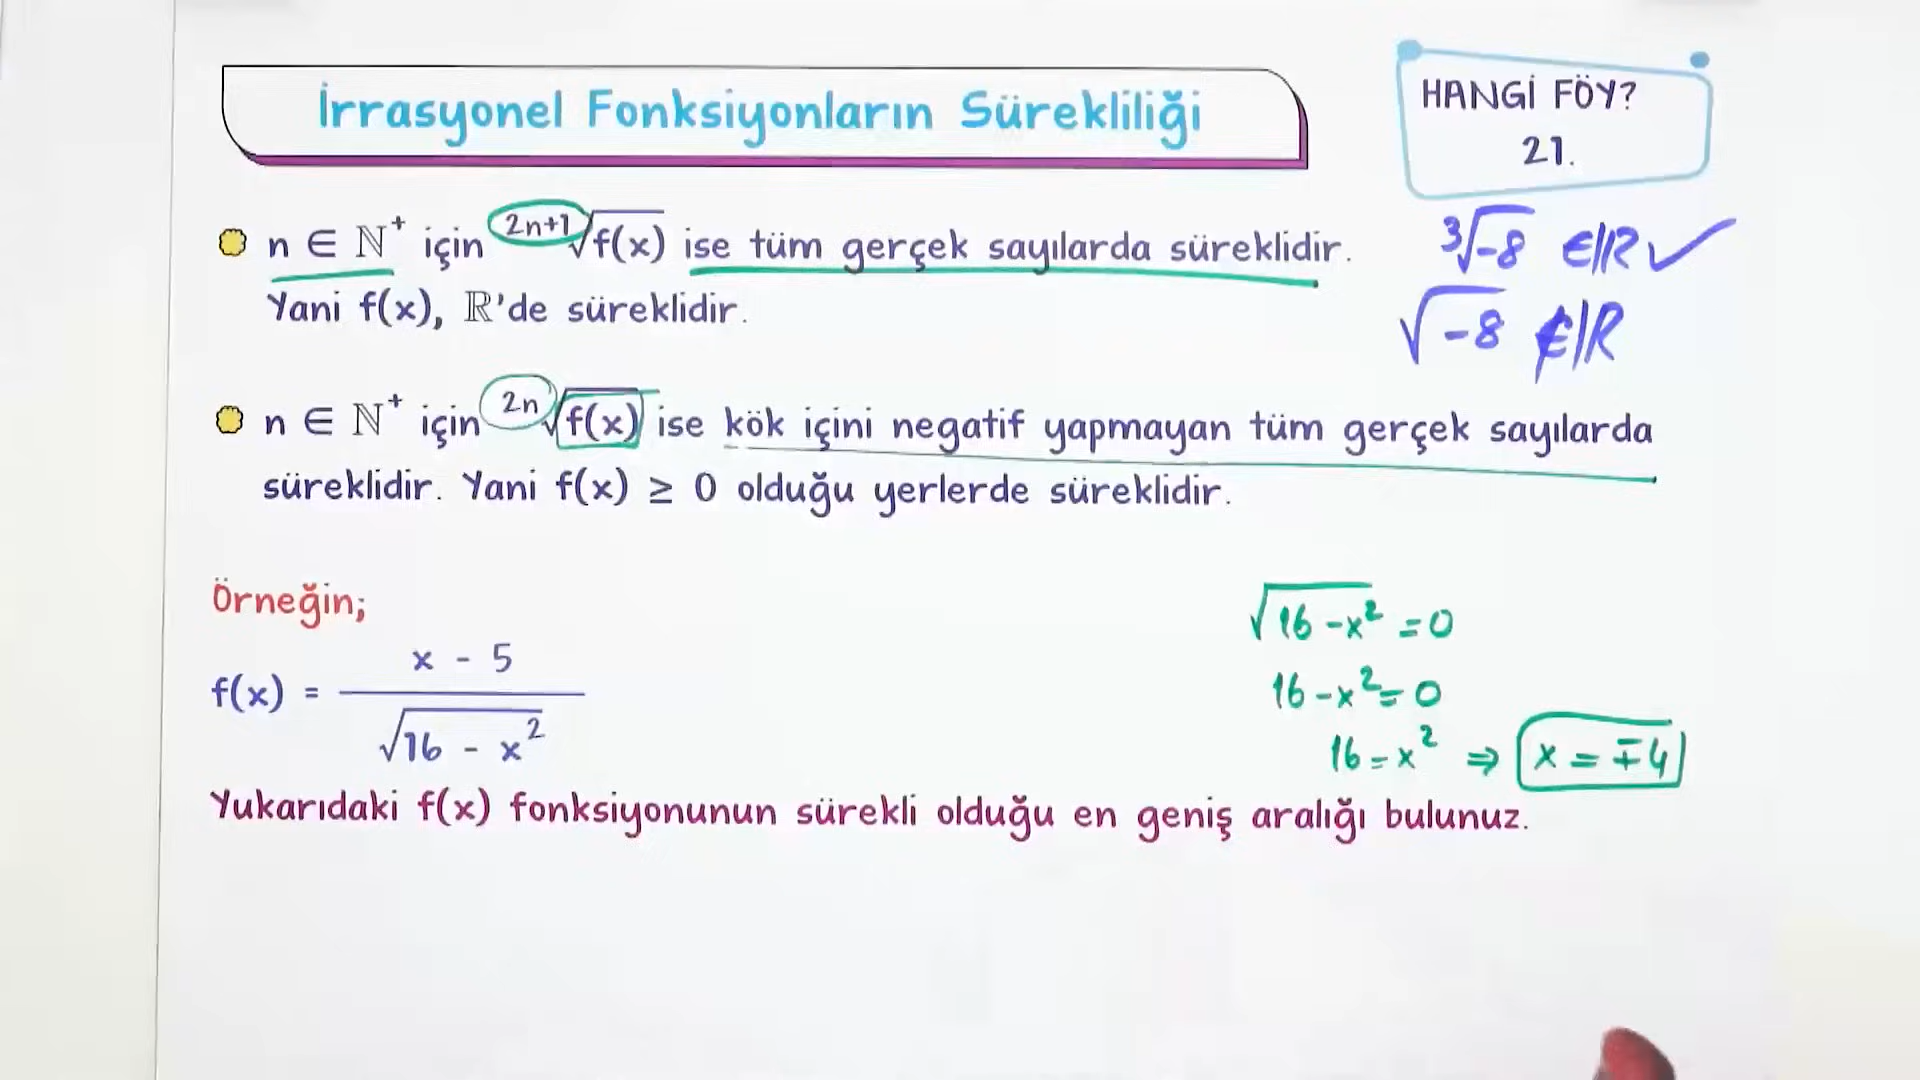 İrrasyonel Fonksiyonların Sürekliliği
HANGİ FÖY?
21.
n ∈ ℕ⁺ için ²ⁿ⁺¹√f(x) ise tüm gerçek sayılarda süreklidir.
Yani f(x), ℝ'de süreklidir.
³√-8 ∈ℝ ✓
√-8 ∉ℝ
n ∈ ℕ⁺ için ²ⁿ√f(x) ise kök içini negatif yapmayan tüm gerçek sayılarda
süreklidir. Yani f(x) ≥ 0 olduğu yerlerde süreklidir.
Örneğin;
f(x) = x - 5 / √16 - x²
√16 - x² = 0
16 - x² = 0
16 = x² ⇒ x = ∓4
Yukarıdaki f(x) fonksiyonunun sürekli olduğu en geniş aralığı bulunuz.